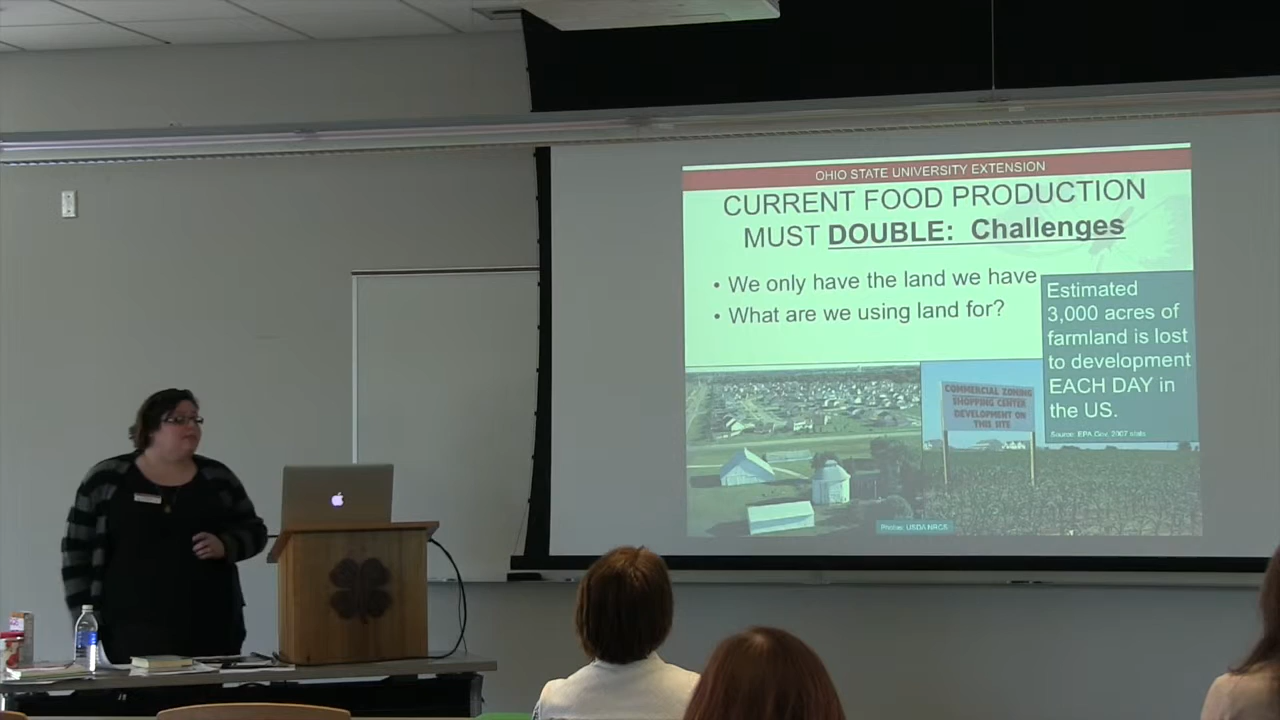 OHIO STATE UNIVERSITY EXTENSION
CURRENT FOOD PRODUCTION
MUST DOUBLE: Challenges
• We only have the land we have
• What are we using land for?
Estimated
3,000 acres of
farmland is lost
to development
EACH DAY in
the US.
Source: EPA Gov, 2007 stats
COMMERCIAL ZONING
SHOPPING CENTER
DEVELOPMENT ON
THIS SITE
Photos: USDA NRCS